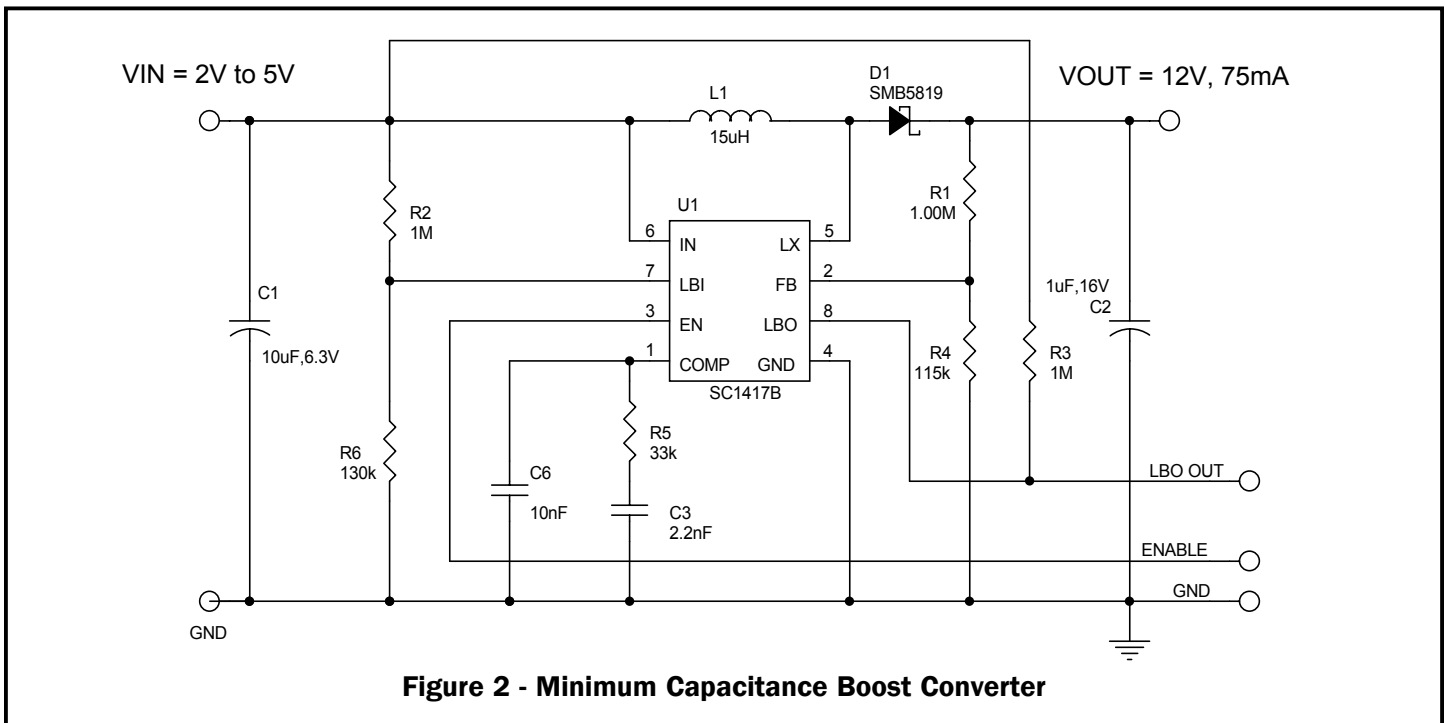 VIN = 2V to 5V
VOUT = 12V, 75mA
D1
SMB5819
L1
15uH
R2
1M
R1
1.00M
U1
6
IN
LX
5
7
LBI
FB
2
3
EN
LBO
8
1
COMP
GND
4
SC1417B
C1
10uF,6.3V
1uF,16V
C2
R4
115k
R3
1M
R6
130k
R5
33k
C6
10nF
C3
2.2nF
LBO OUT
ENABLE
GND
GND
Figure 2 - Minimum Capacitance Boost Converter